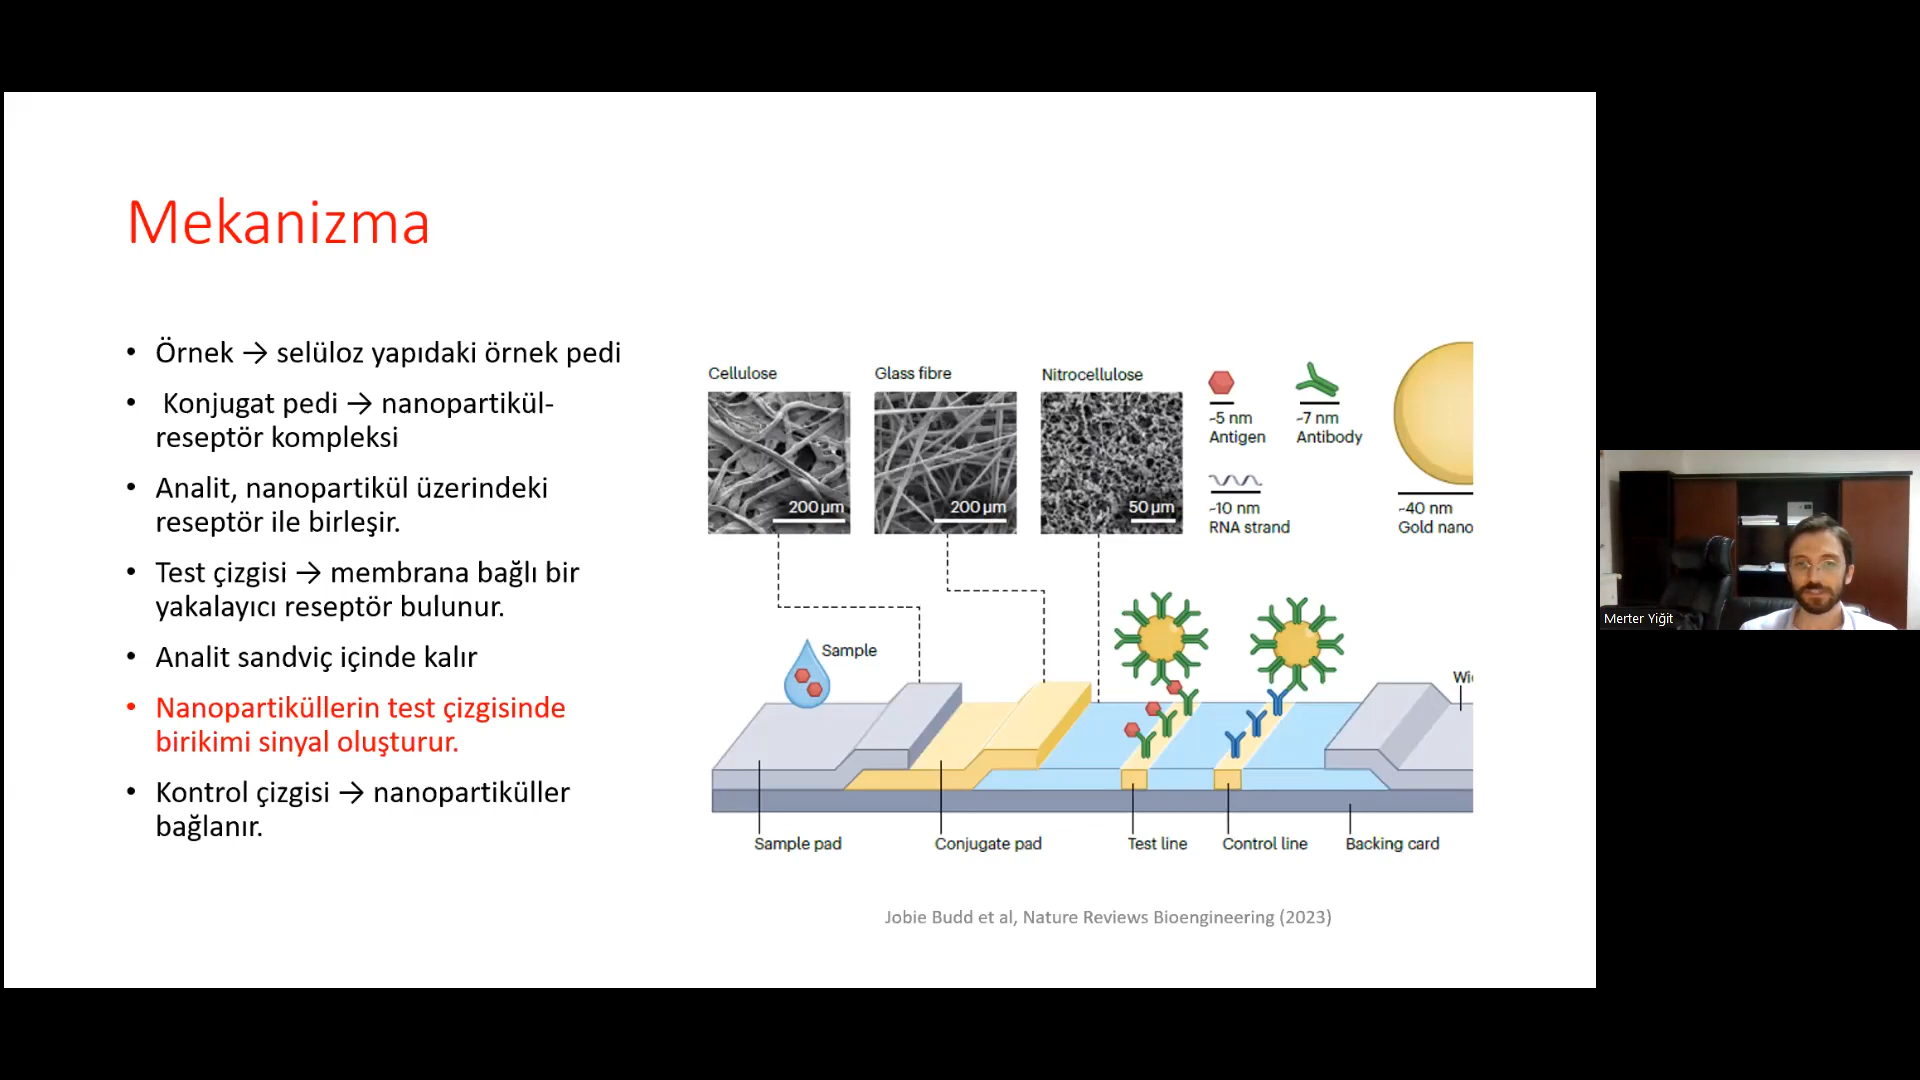 Mekanizma
• Örnek → selüloz yapıdaki örnek pedi
• Konjugat pedi → nanopartikül-
reseptör kompleksi
• Analit, nanopartikül üzerindeki
reseptör ile birleşir.
• Test çizgisi → membrana bağlı bir
yakalayıcı reseptör bulunur.
• Analit sandviç içinde kalır
• Nanopartiküllerin test çizgisinde
birikimi sinyal oluşturur.
• Kontrol çizgisi → nanopartiküller
bağlanır.
Cellulose
200 µm
Glass fibre
200 µm
Nitrocellulose
50 µm
~5 nm
Antigen
~7 nm
Antibody
~10 nm
RNA strand
~40 nm
Gold nano
Sample
Wi
Sample pad
Conjugate pad
Test line
Control line
Backing card
Jobie Budd et al, Nature Reviews Bioengineering (2023)
Merter Yiğit